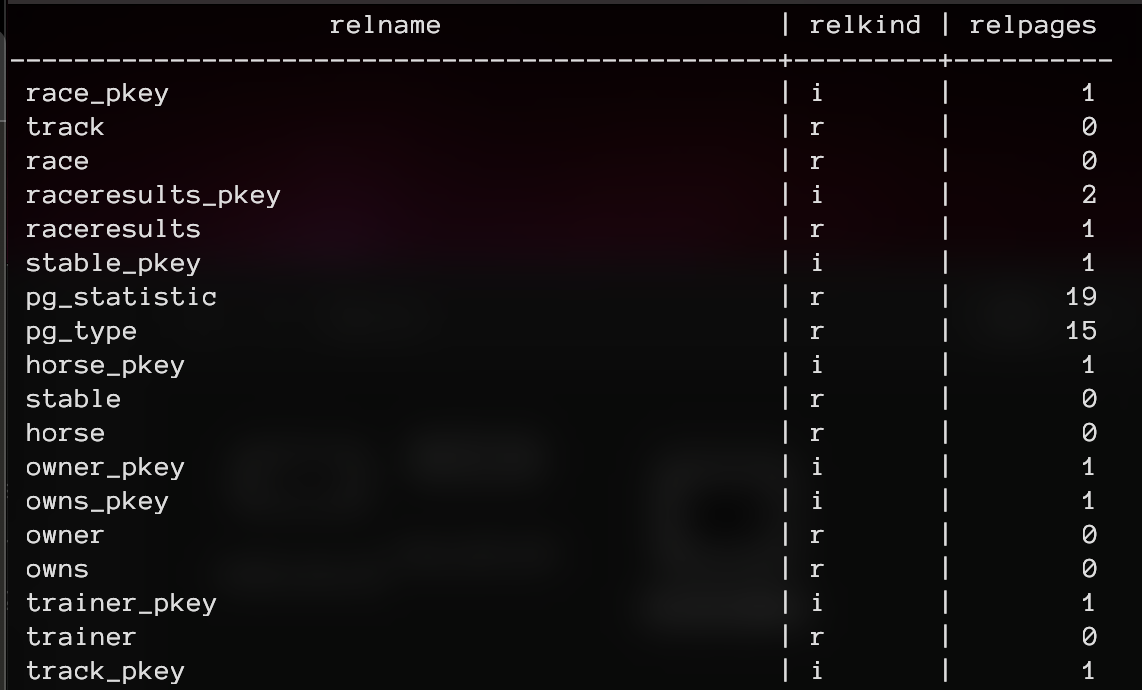 relname | relkind | relpages
----------------------------------------------+---------+----------
race_pkey | i | 1
track | r | 0
race | r | 0
raceresults_pkey | i | 2
raceresults | r | 1
stable_pkey | i | 1
pg_statistic | r | 19
pg_type | r | 15
horse_pkey | i | 1
stable | r | 0
horse | r | 0
owner_pkey | i | 1
owns_pkey | i | 1
owner | r | 0
owns | r | 0
trainer_pkey | i | 1
trainer | r | 0
track_pkey | i | 1